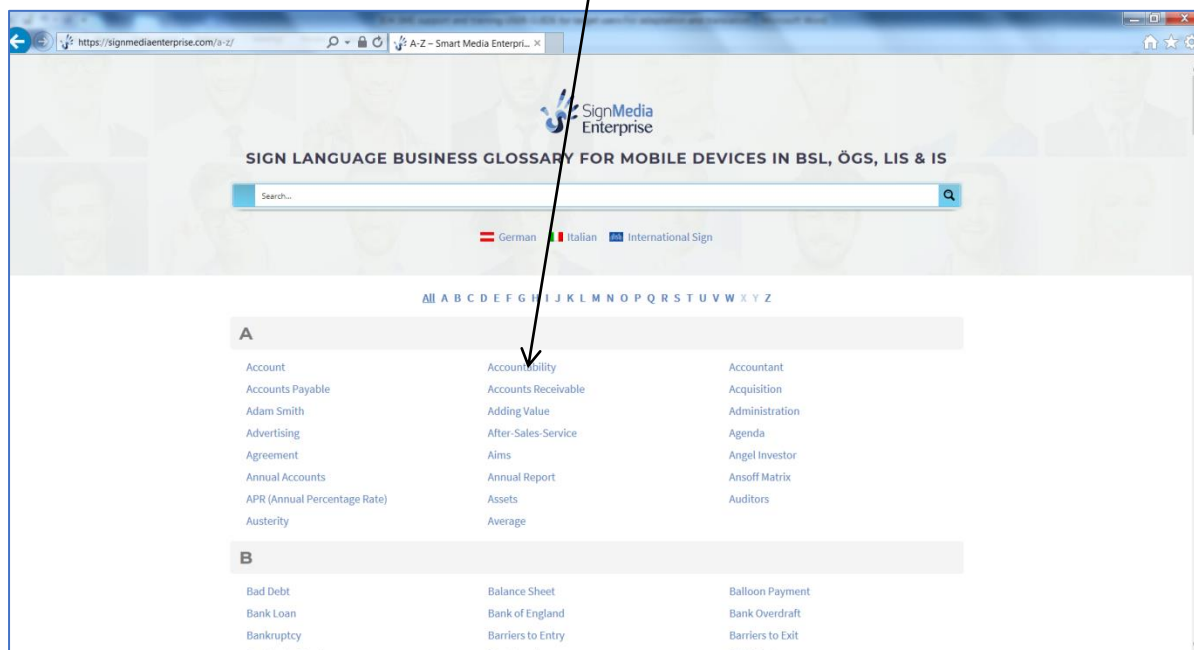 https://signmediaenterprise.com/a-z/
A-Z – Smart Media Enterpri...
SignMedia
Enterprise
SIGN LANGUAGE BUSINESS GLOSSARY FOR MOBILE DEVICES IN BSL, ÖGS, LIS & IS
Search...
German Italian International Sign
All A B C D E F G H I J K L M N O P Q R S T U V W X Y Z
A
Account Accountability Accountant
Accounts Payable Accounts Receivable Acquisition
Adam Smith Adding Value Administration
Advertising After-Sales-Service Agenda
Agreement Aims Angel Investor
Annual Accounts Annual Report Ansoff Matrix
APR (Annual Percentage Rate) Assets Auditors
Austerity Average
B
Bad Debt Balance Sheet Balloon Payment
Bank Loan Bank of England Bank Overdraft
Bankruptcy Barriers to Entry Barriers to Exit